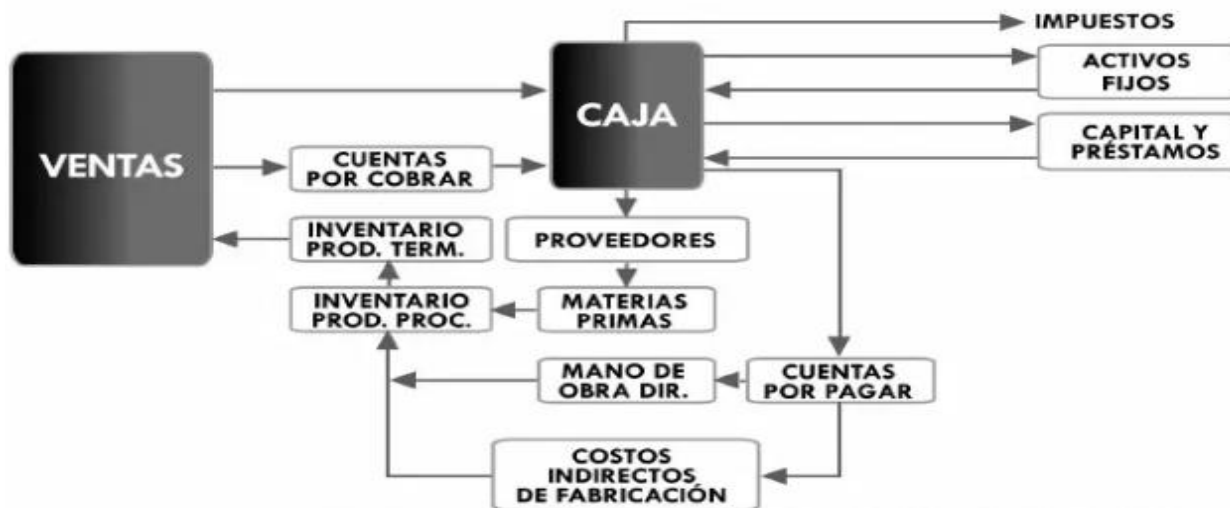 IMPUESTOS
ACTIVOS
FIJOS
CAJA
VENTAS
CAPITAL Y
PRÉSTAMOS
CUENTAS
POR COBRAR
INVENTARIO
PROD. TERM.
PROVEEDORES
INVENTARIO
PROD. PROC.
MATERIAS
PRIMAS
MANO DE
OBRA DIR.
CUENTAS
POR PAGAR
COSTOS
INDIRECTOS
DE FABRICACIÓN